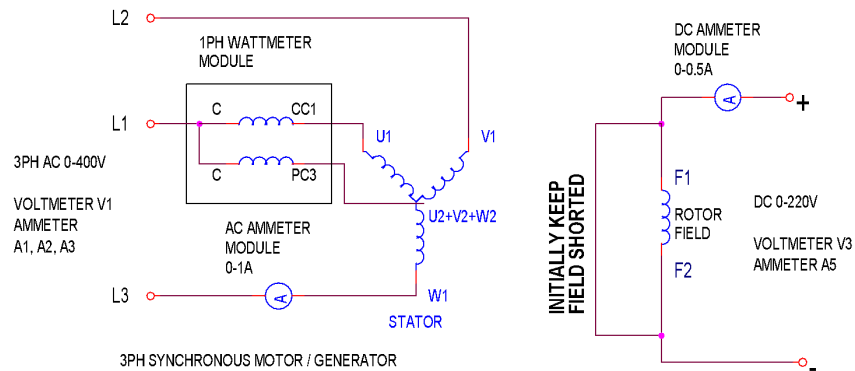 L2
1PH WATTMETER
MODULE
C
CC1
L1
U1
V1
3PH AC 0-400V
C
PC3
VOLTMETER V1
AMMETER
A1, A2, A3
U2+V2+W2
AC AMMETER
MODULE
0-1A
L3
A
W1
STATOR
3PH SYNCHRONOUS MOTOR / GENERATOR
DC AMMETER
MODULE
0-0.5A
A
+
INITIALLY KEEP
FIELD SHORTED
F1
ROTOR
FIELD
F2
DC 0-220V
VOLTMETER V3
AMMETER A5
-